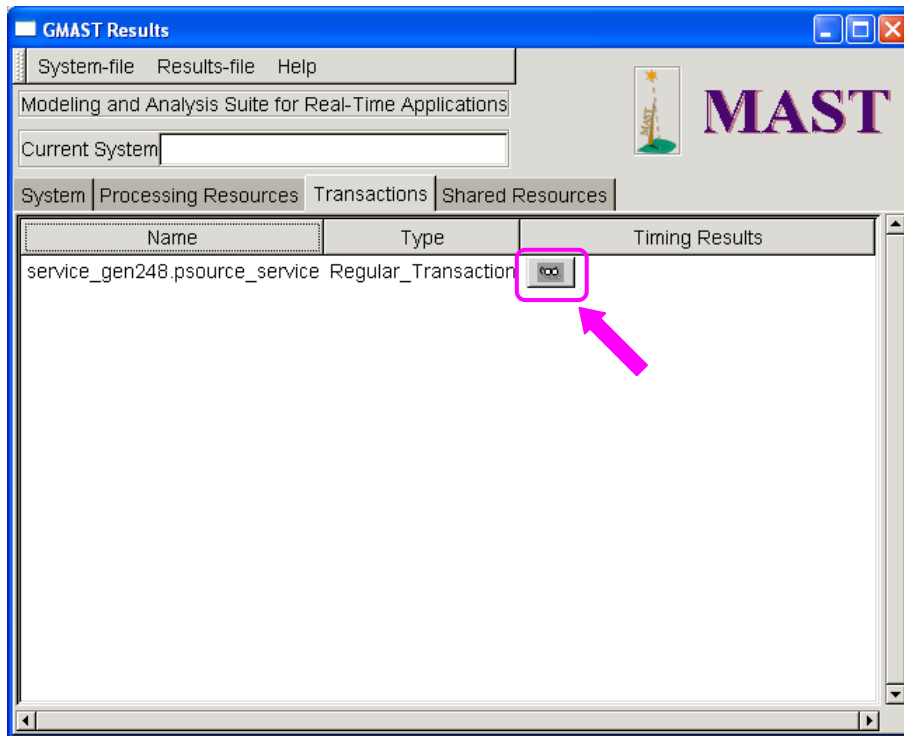 GMAST Results
System-file Results-file Help
Modeling and Analysis Suite for Real-Time Applications
MAST
MAST
Current System
System Processing Resources Transactions Shared Resources
Name Type Timing Results
service_gen248.psource_service Regular_Transaction